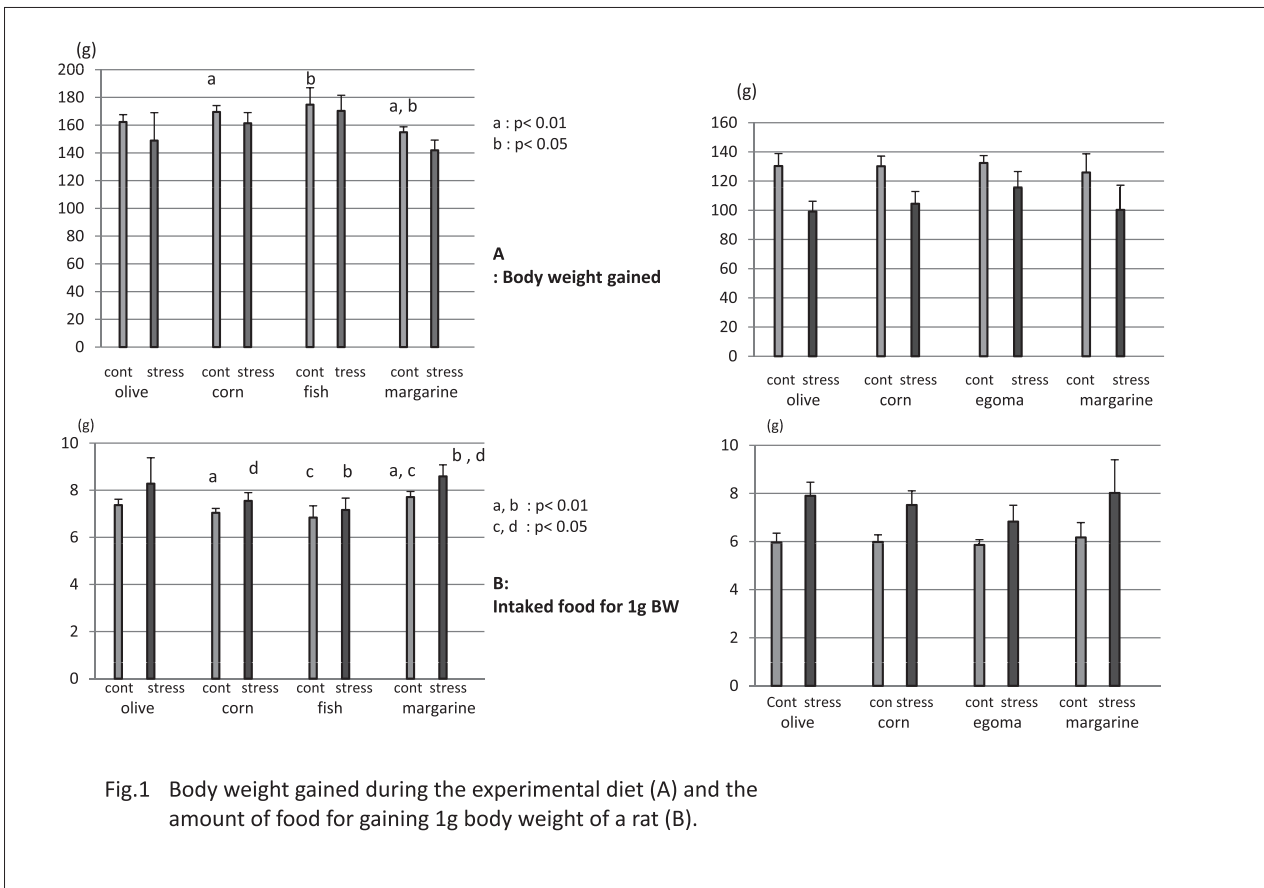 (g)
200
180
160
140
120
100
80
60
40
20
0
a
b
a, b
cont stress cont stress cont tress cont stress
olive corn fish margarine
a : p< 0.01
b : p< 0.05
A
: Body weight gained
(g)
160
140
120
100
80
60
40
20
0
cont stress cont stress cont stress cont stress
olive corn egoma margarine
(g)
10
8
6
4
2
0
a d c b a, c b , d
cont stress cont stress cont stress cont stress
olive corn fish margarine
a, b : p< 0.01
c, d : p< 0.05
B:
Intaked food for 1g BW
(g)
10
8
6
4
2
0
Cont stress con stress cont stress cont stress
olive corn egoma margarine
Fig.1 Body weight gained during the experimental diet (A) and the
amount of food for gaining 1g body weight of a rat (B).